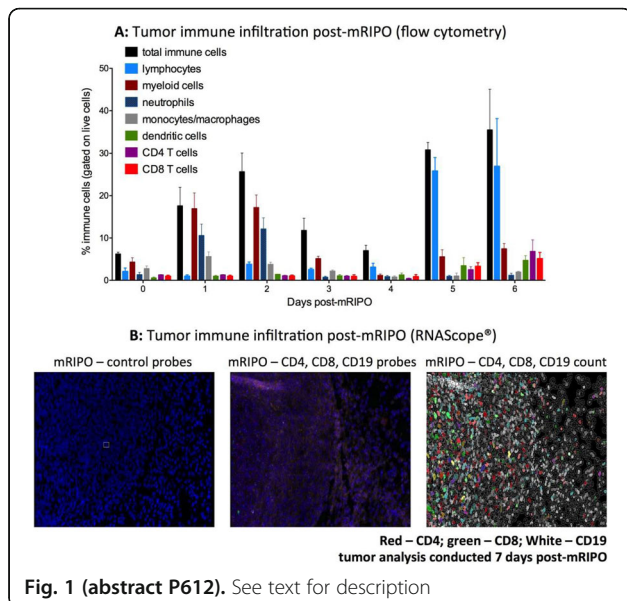 A: Tumor immune infiltration post-mRIPO (flow cytometry)
total immune cells
lymphocytes
myeloid cells
neutrophils
monocytes/macrophages
dendritic cells
CD4 T cells
CD8 T cells
% immune cells (gated on live cells)
50
40
30
20
10
0
0 1 2 3 4 5 6
Days post-mRIPO
B: Tumor immune infiltration post-mRIPO (RNAScope®)
mRIPO – control probes mRIPO – CD4, CD8, CD19 probes mRIPO – CD4, CD8, CD19 count
Red – CD4; green – CD8; White – CD19
tumor analysis conducted 7 days post-mRIPO
Fig. 1 (abstract P612). See text for description